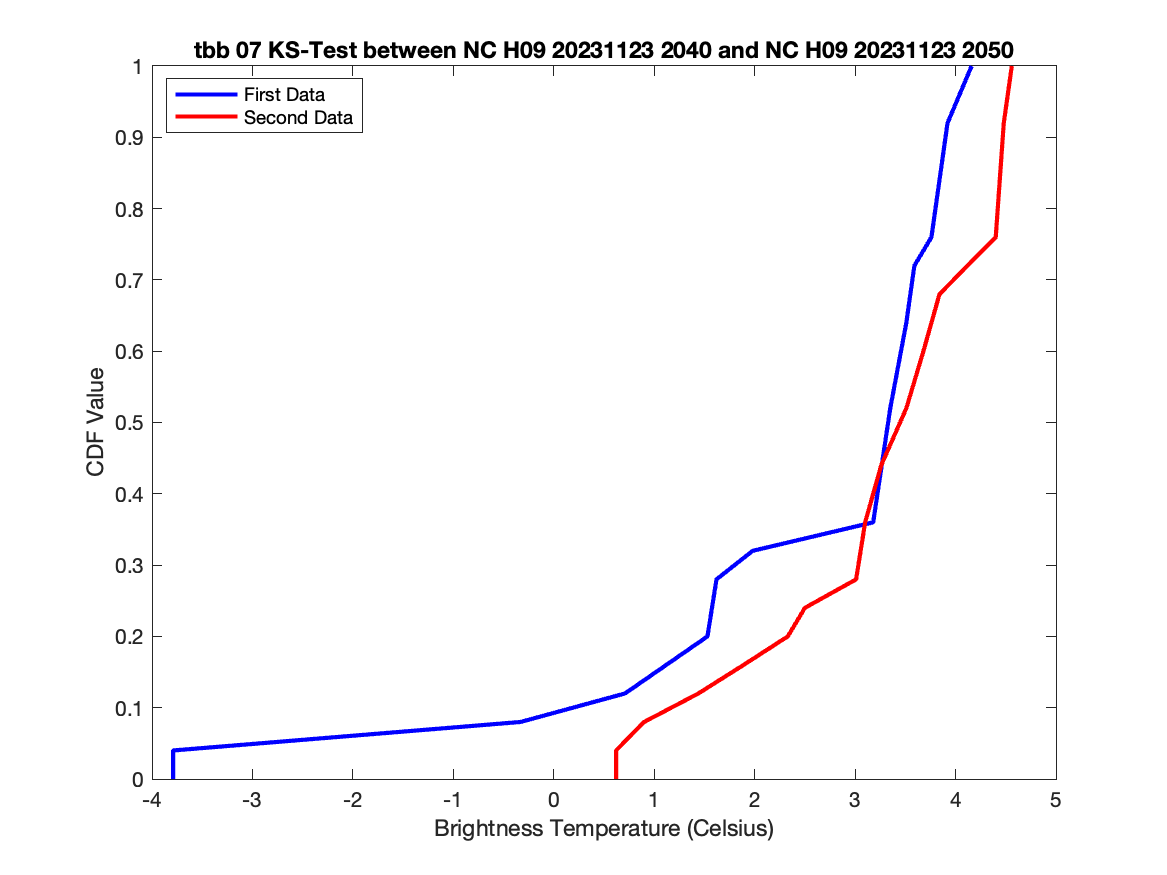 tbb 07 KS-Test between NC H09 20231123 2040 and NC H09 20231123 2050
First Data
Second Data
1
0.9
0.8
0.7
0.6
0.5
0.4
0.3
0.2
0.1
0
CDF Value
-4 -3 -2 -1 0 1 2 3 4 5
Brightness Temperature (Celsius)